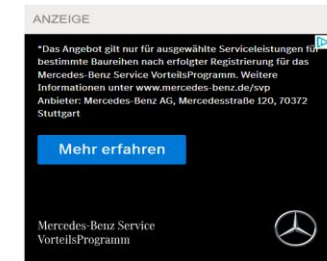 ANZEIGE
*Das Angebot gilt nur für ausgewählte Serviceleistungen für
bestimmte Baureihen nach erfolgter Registrierung für das
Mercedes-Benz Service VorteilsProgramm. Weitere
Informationen unter www.mercedes-benz.de/svp
Anbieter: Mercedes-Benz AG, Mercedesstraße 120, 70372
Stuttgart
Mehr erfahren
Mercedes-Benz Service
VorteilsProgramm